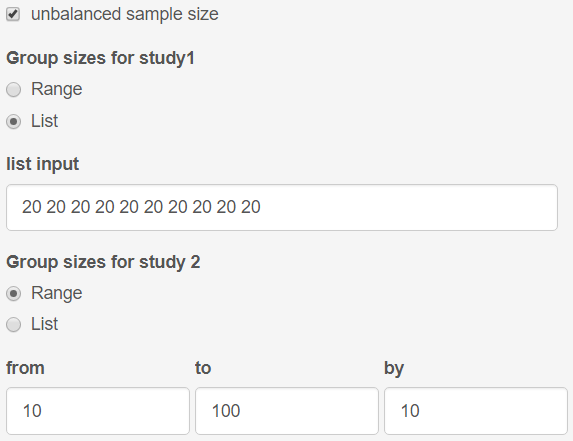 unbalanced sample size
Group sizes for study1
Range
List
list input
20 20 20 20 20 20 20 20 20 20
Group sizes for study 2
Range
List
from to by
10 100 10